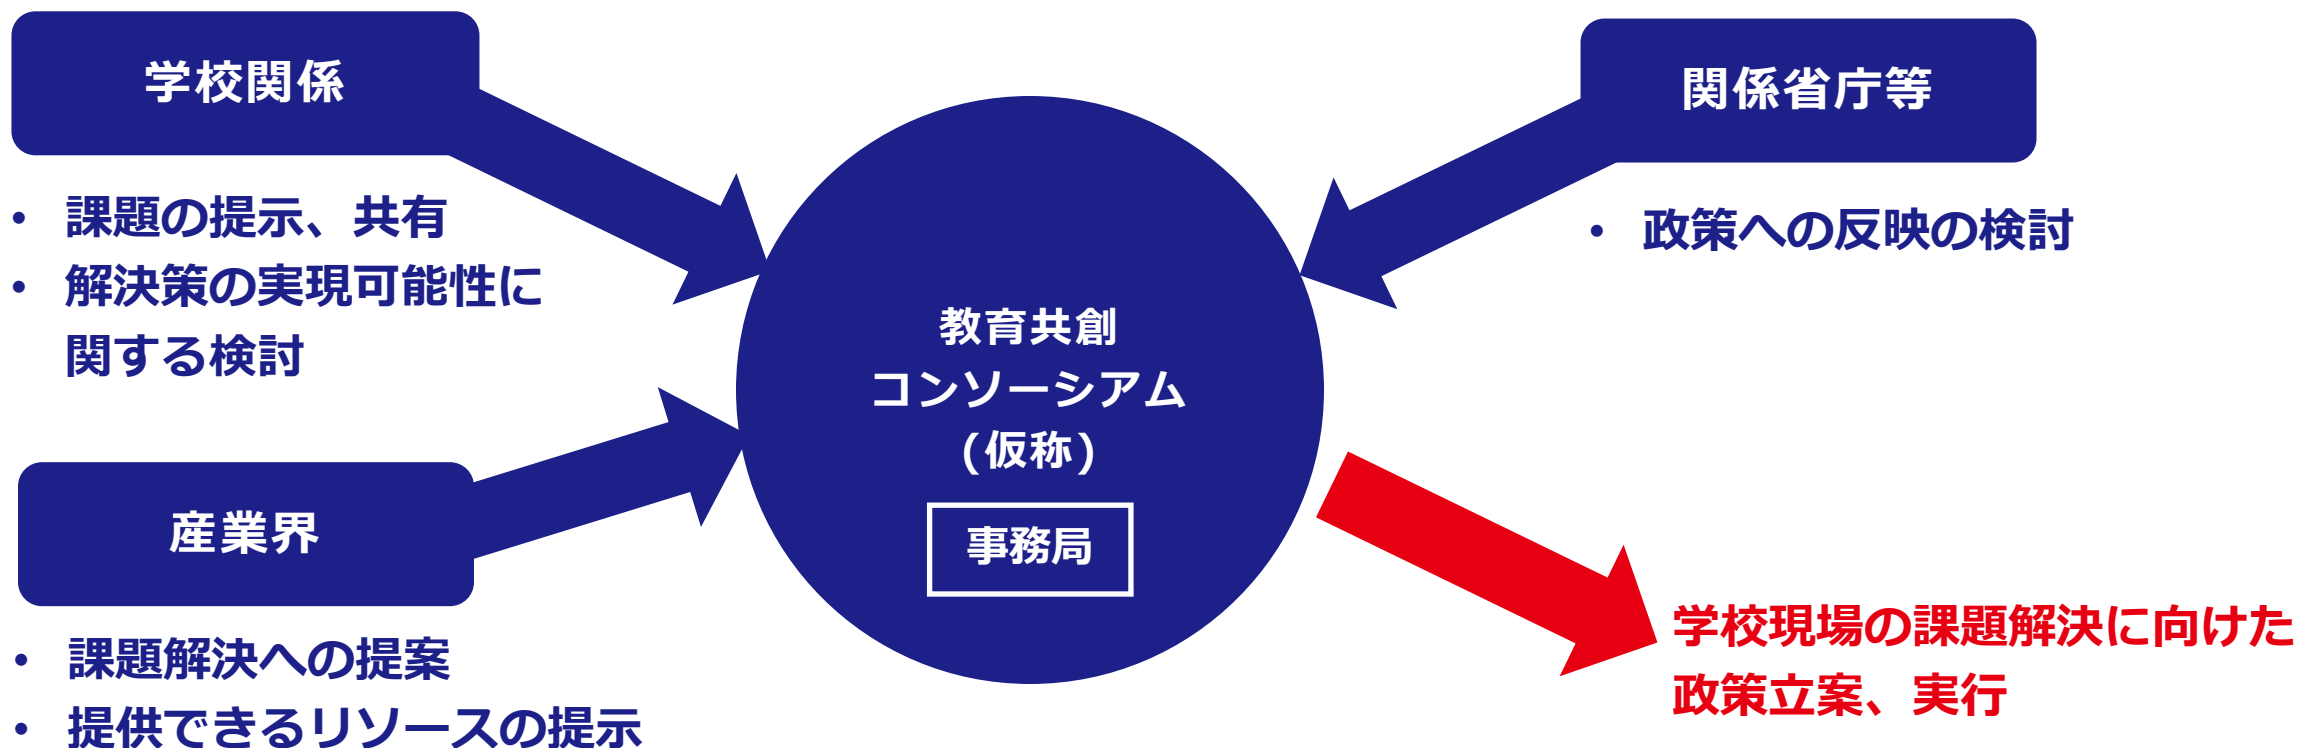 学校関係
・ 課題の提示、共有
・ 解決策の実現可能性に
関する検討
産業界
・ 課題解決への提案
・ 提供できるリソースの提示
教育共創
コンソーシアム
(仮称)
事務局
関係省庁等
・ 政策への反映の検討
学校現場の課題解決に向けた
政策立案、実行